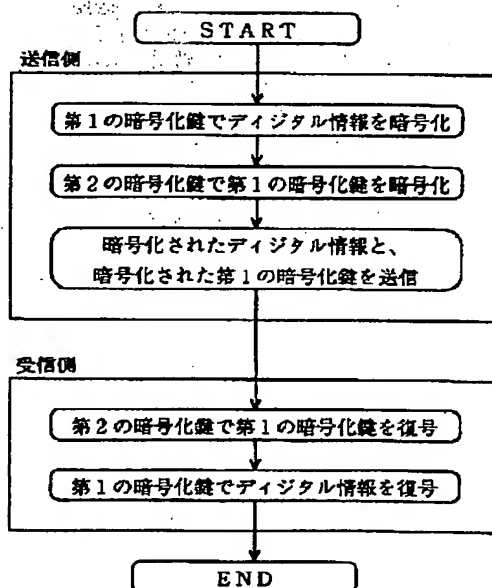 START
送信側
第1の暗号化鍵でディジタル情報を暗号化
第2の暗号化鍵で第1の暗号化鍵を暗号化
暗号化されたディジタル情報と、
暗号化された第1の暗号化鍵を送信
受信側
第2の暗号化鍵で第1の暗号化鍵を復号
第1の暗号化鍵でディジタル情報を復号
END